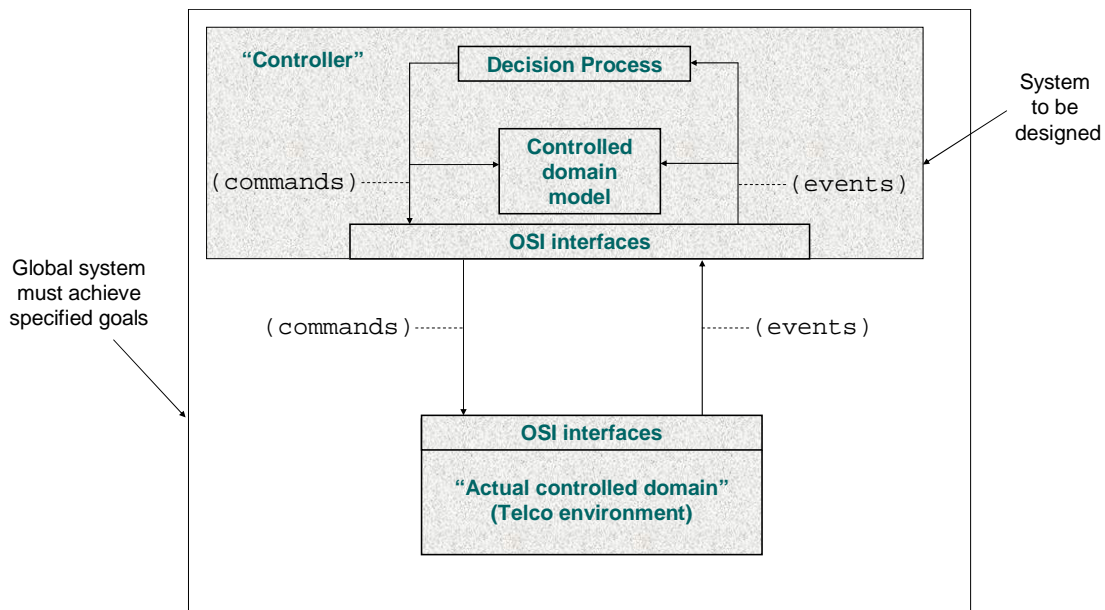 “Controller”
Decision Process
System
to be
designed
Controlled
domain
model
(commands)
(events)
OSI interfaces
Global system
must achieve
specified goals
(commands)
(events)
OSI interfaces
“Actual controlled domain”
(Telco environment)